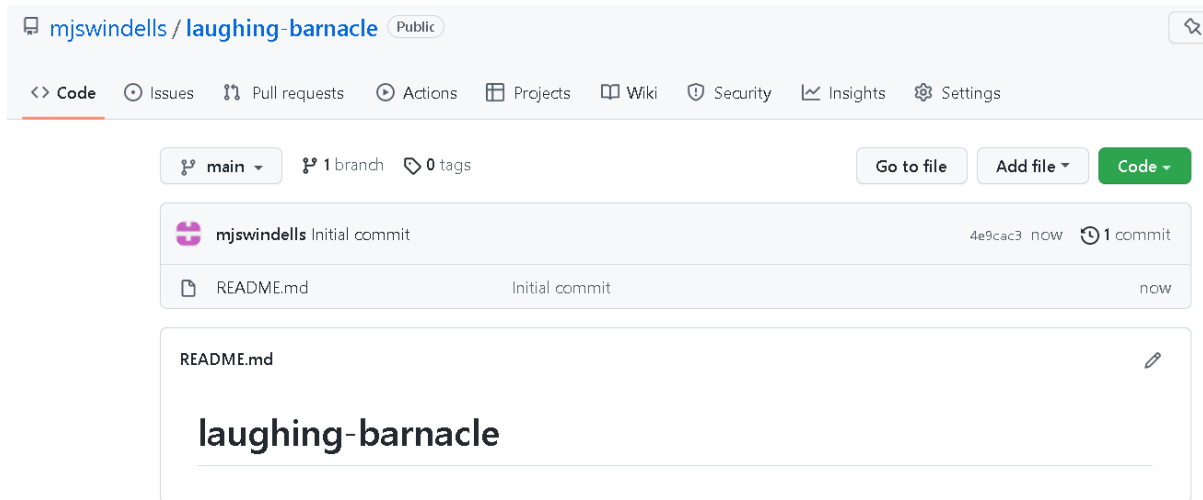 mjswindells / laughing-barnacle Public
<> Code Issues Pull requests Actions Projects Wiki Security Insights Settings
main 1 branch 0 tags Go to file Add file Code
mjswindells Initial commit 4e9cac3 now 1 commit
README.md Initial commit now
README.md
laughing-barnacle